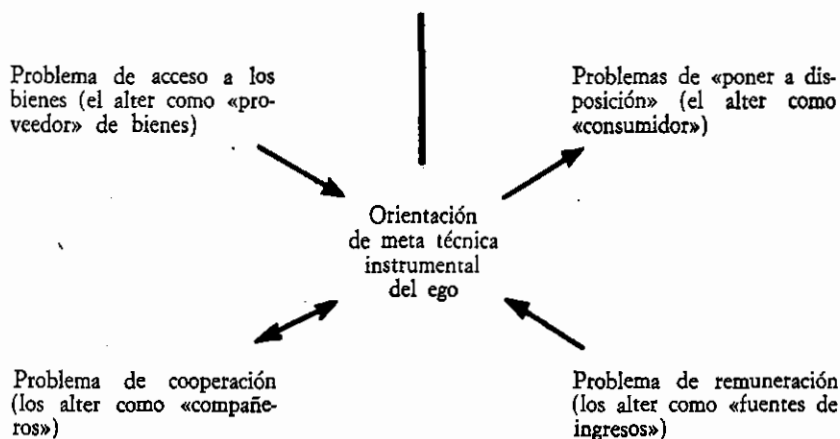 Problema de acceso a los
bienes (el alter como «pro-
veedor» de bienes)
Problemas de «poner a dis-
posición» (el alter como
«consumidor»)
Orientación
de meta técnica
instrumental
del ego
Problema de cooperación
(los alter como «compañe-
ros»)
Problema de remuneración
(los alter como «fuentes de
ingresos»)